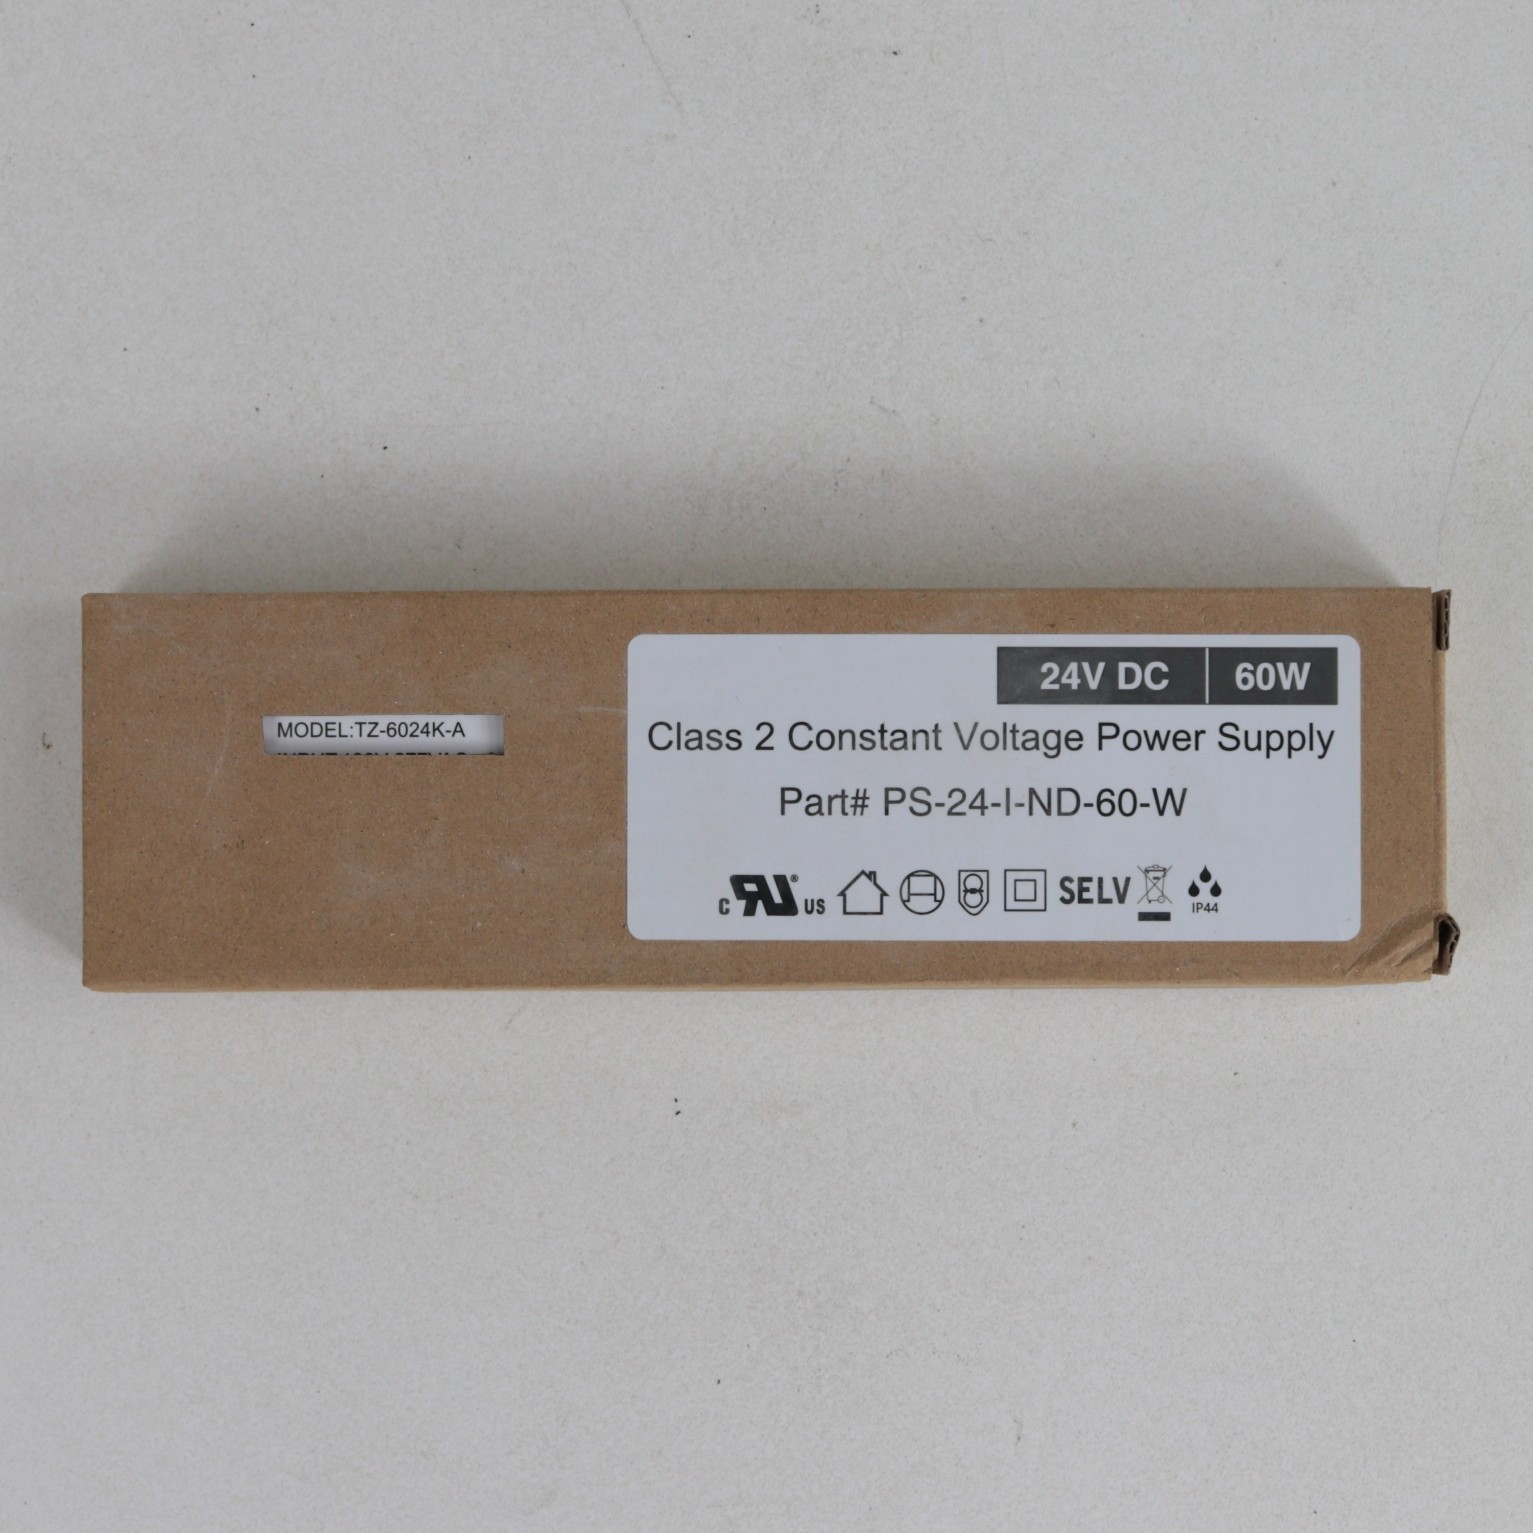 MODEL:TZ-6024K-A
24V DC 60W
Class 2 Constant Voltage Power Supply
Part# PS-24-I-ND-60-W
c RU ® US SELV IP44